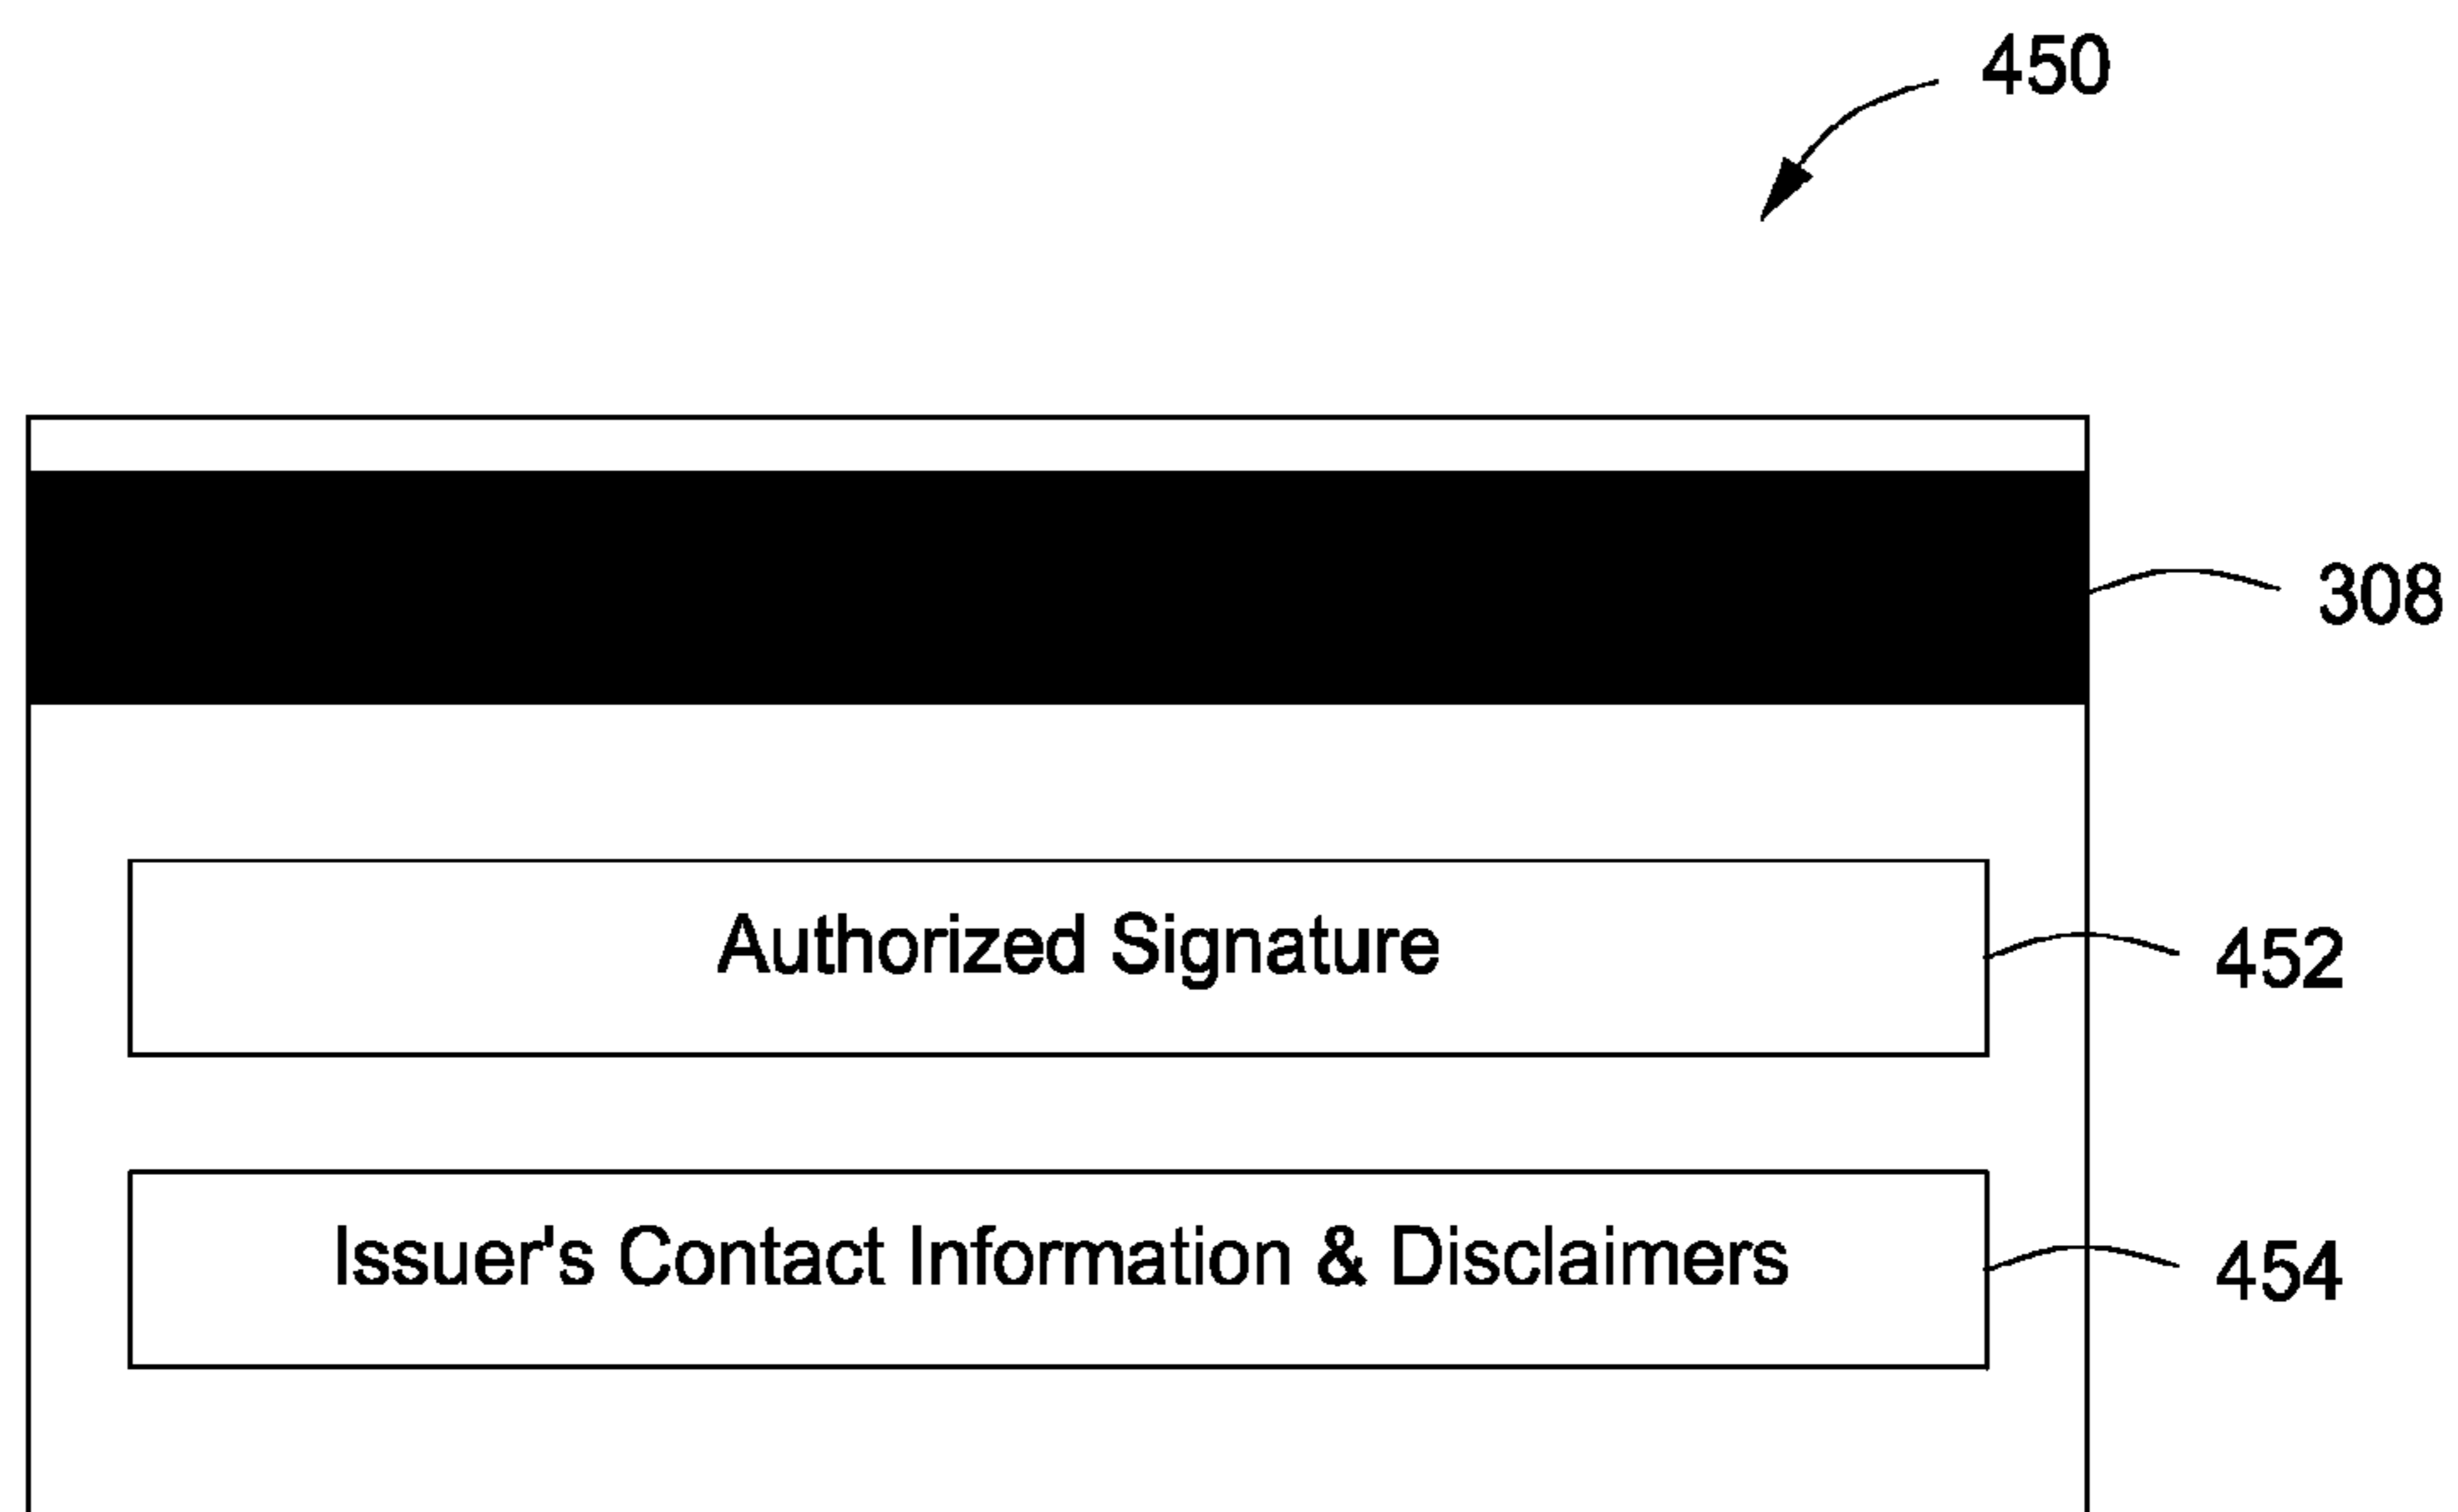 450
308
Authorized Signature
452
Issuer's Contact Information & Disclaimers
454